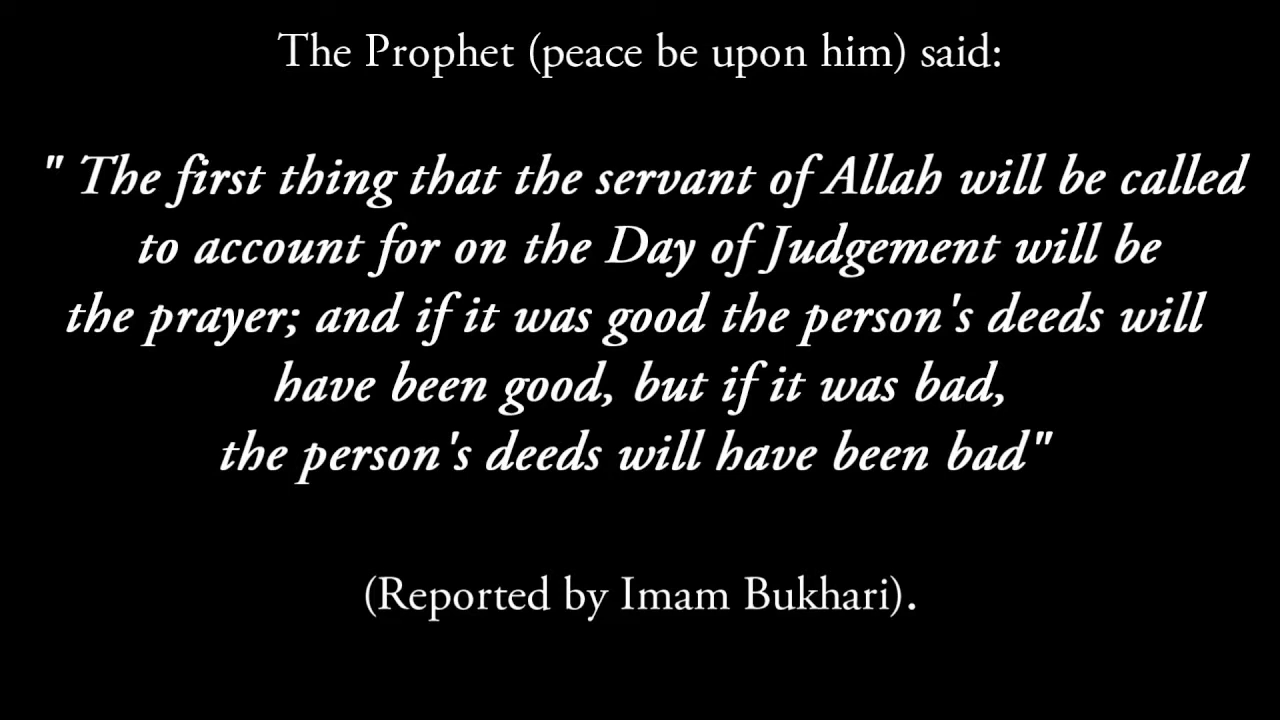 The Prophet (peace be upon him) said:
" The first thing that the servant of Allah will be called
to account for on the Day of Judgement will be
the prayer; and if it was good the person's deeds will
have been good, but if it was bad,
the person's deeds will have been bad"
(Reported by Imam Bukhari).